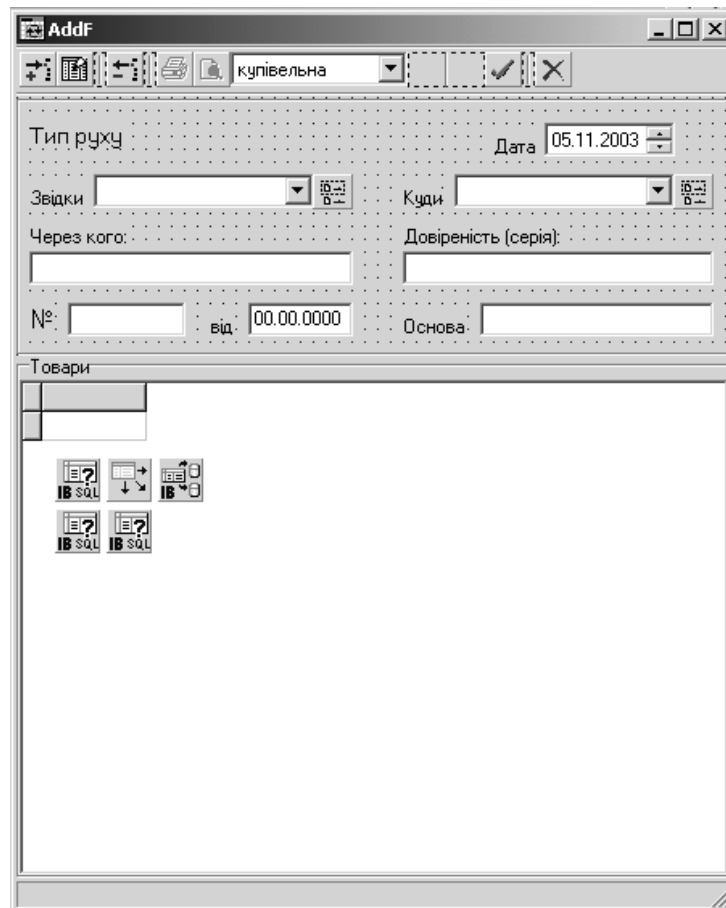 AddF
купівельна
Тип руху
Дата 05.11.2003
Звідки Куди
Через кого: Довіреність (серія):
№: від: 00.00.0000 Основа:
Товари
IB SQL IB
IB SQL IB SQL